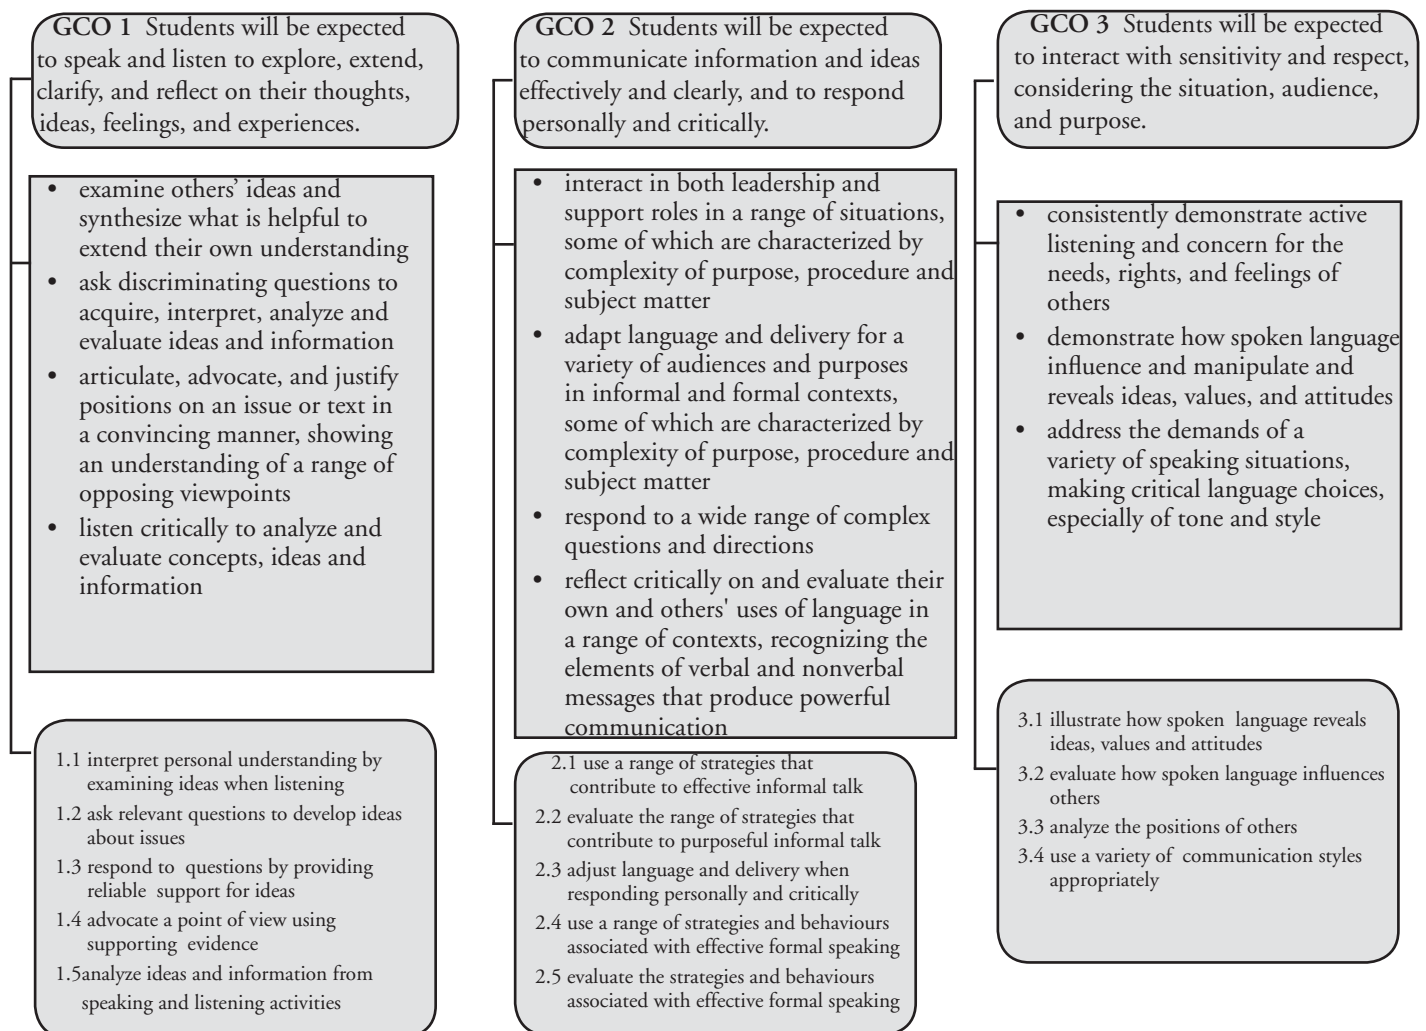 GCO 1 Students will be expected
to speak and listen to explore, extend,
clarify, and reflect on their thoughts,
ideas, feelings, and experiences.
• examine others’ ideas and
synthesize what is helpful to
extend their own understanding
• ask discriminating questions to
acquire, interpret, analyze and
evaluate ideas and information
• articulate, advocate, and justify
positions on an issue or text in
a convincing manner, showing
an understanding of a range of
opposing viewpoints
• listen critically to analyze and
evaluate concepts, ideas and
information
1.1 interpret personal understanding by
examining ideas when listening
1.2 ask relevant questions to develop ideas
about issues
1.3 respond to questions by providing
reliable support for ideas
1.4 advocate a point of view using
supporting evidence
1.5analyze ideas and information from
speaking and listening activities
GCO 2 Students will be expected
to communicate information and ideas
effectively and clearly, and to respond
personally and critically.
• interact in both leadership and
support roles in a range of situations,
some of which are characterized by
complexity of purpose, procedure and
subject matter
• adapt language and delivery for a
variety of audiences and purposes
in informal and formal contexts,
some of which are characterized by
complexity of purpose, procedure and
subject matter
• respond to a wide range of complex
questions and directions
• reflect critically on and evaluate their
own and others' uses of language in
a range of contexts, recognizing the
elements of verbal and nonverbal
messages that produce powerful
communication
2.1 use a range of strategies that
contribute to effective informal talk
2.2 evaluate the range of strategies that
contribute to purposeful informal talk
2.3 adjust language and delivery when
responding personally and critically
2.4 use a range of strategies and behaviours
associated with effective formal speaking
2.5 evaluate the strategies and behaviours
associated with effective formal speaking
GCO 3 Students will be expected
to interact with sensitivity and respect,
considering the situation, audience,
and purpose.
• consistently demonstrate active
listening and concern for the
needs, rights, and feelings of
others
• demonstrate how spoken language
influence and manipulate and
reveals ideas, values, and attitudes
• address the demands of a
variety of speaking situations,
making critical language choices,
especially of tone and style
3.1 illustrate how spoken language reveals
ideas, values and attitudes
3.2 evaluate how spoken language influences
others
3.3 analyze the positions of others
3.4 use a variety of communication styles
appropriately